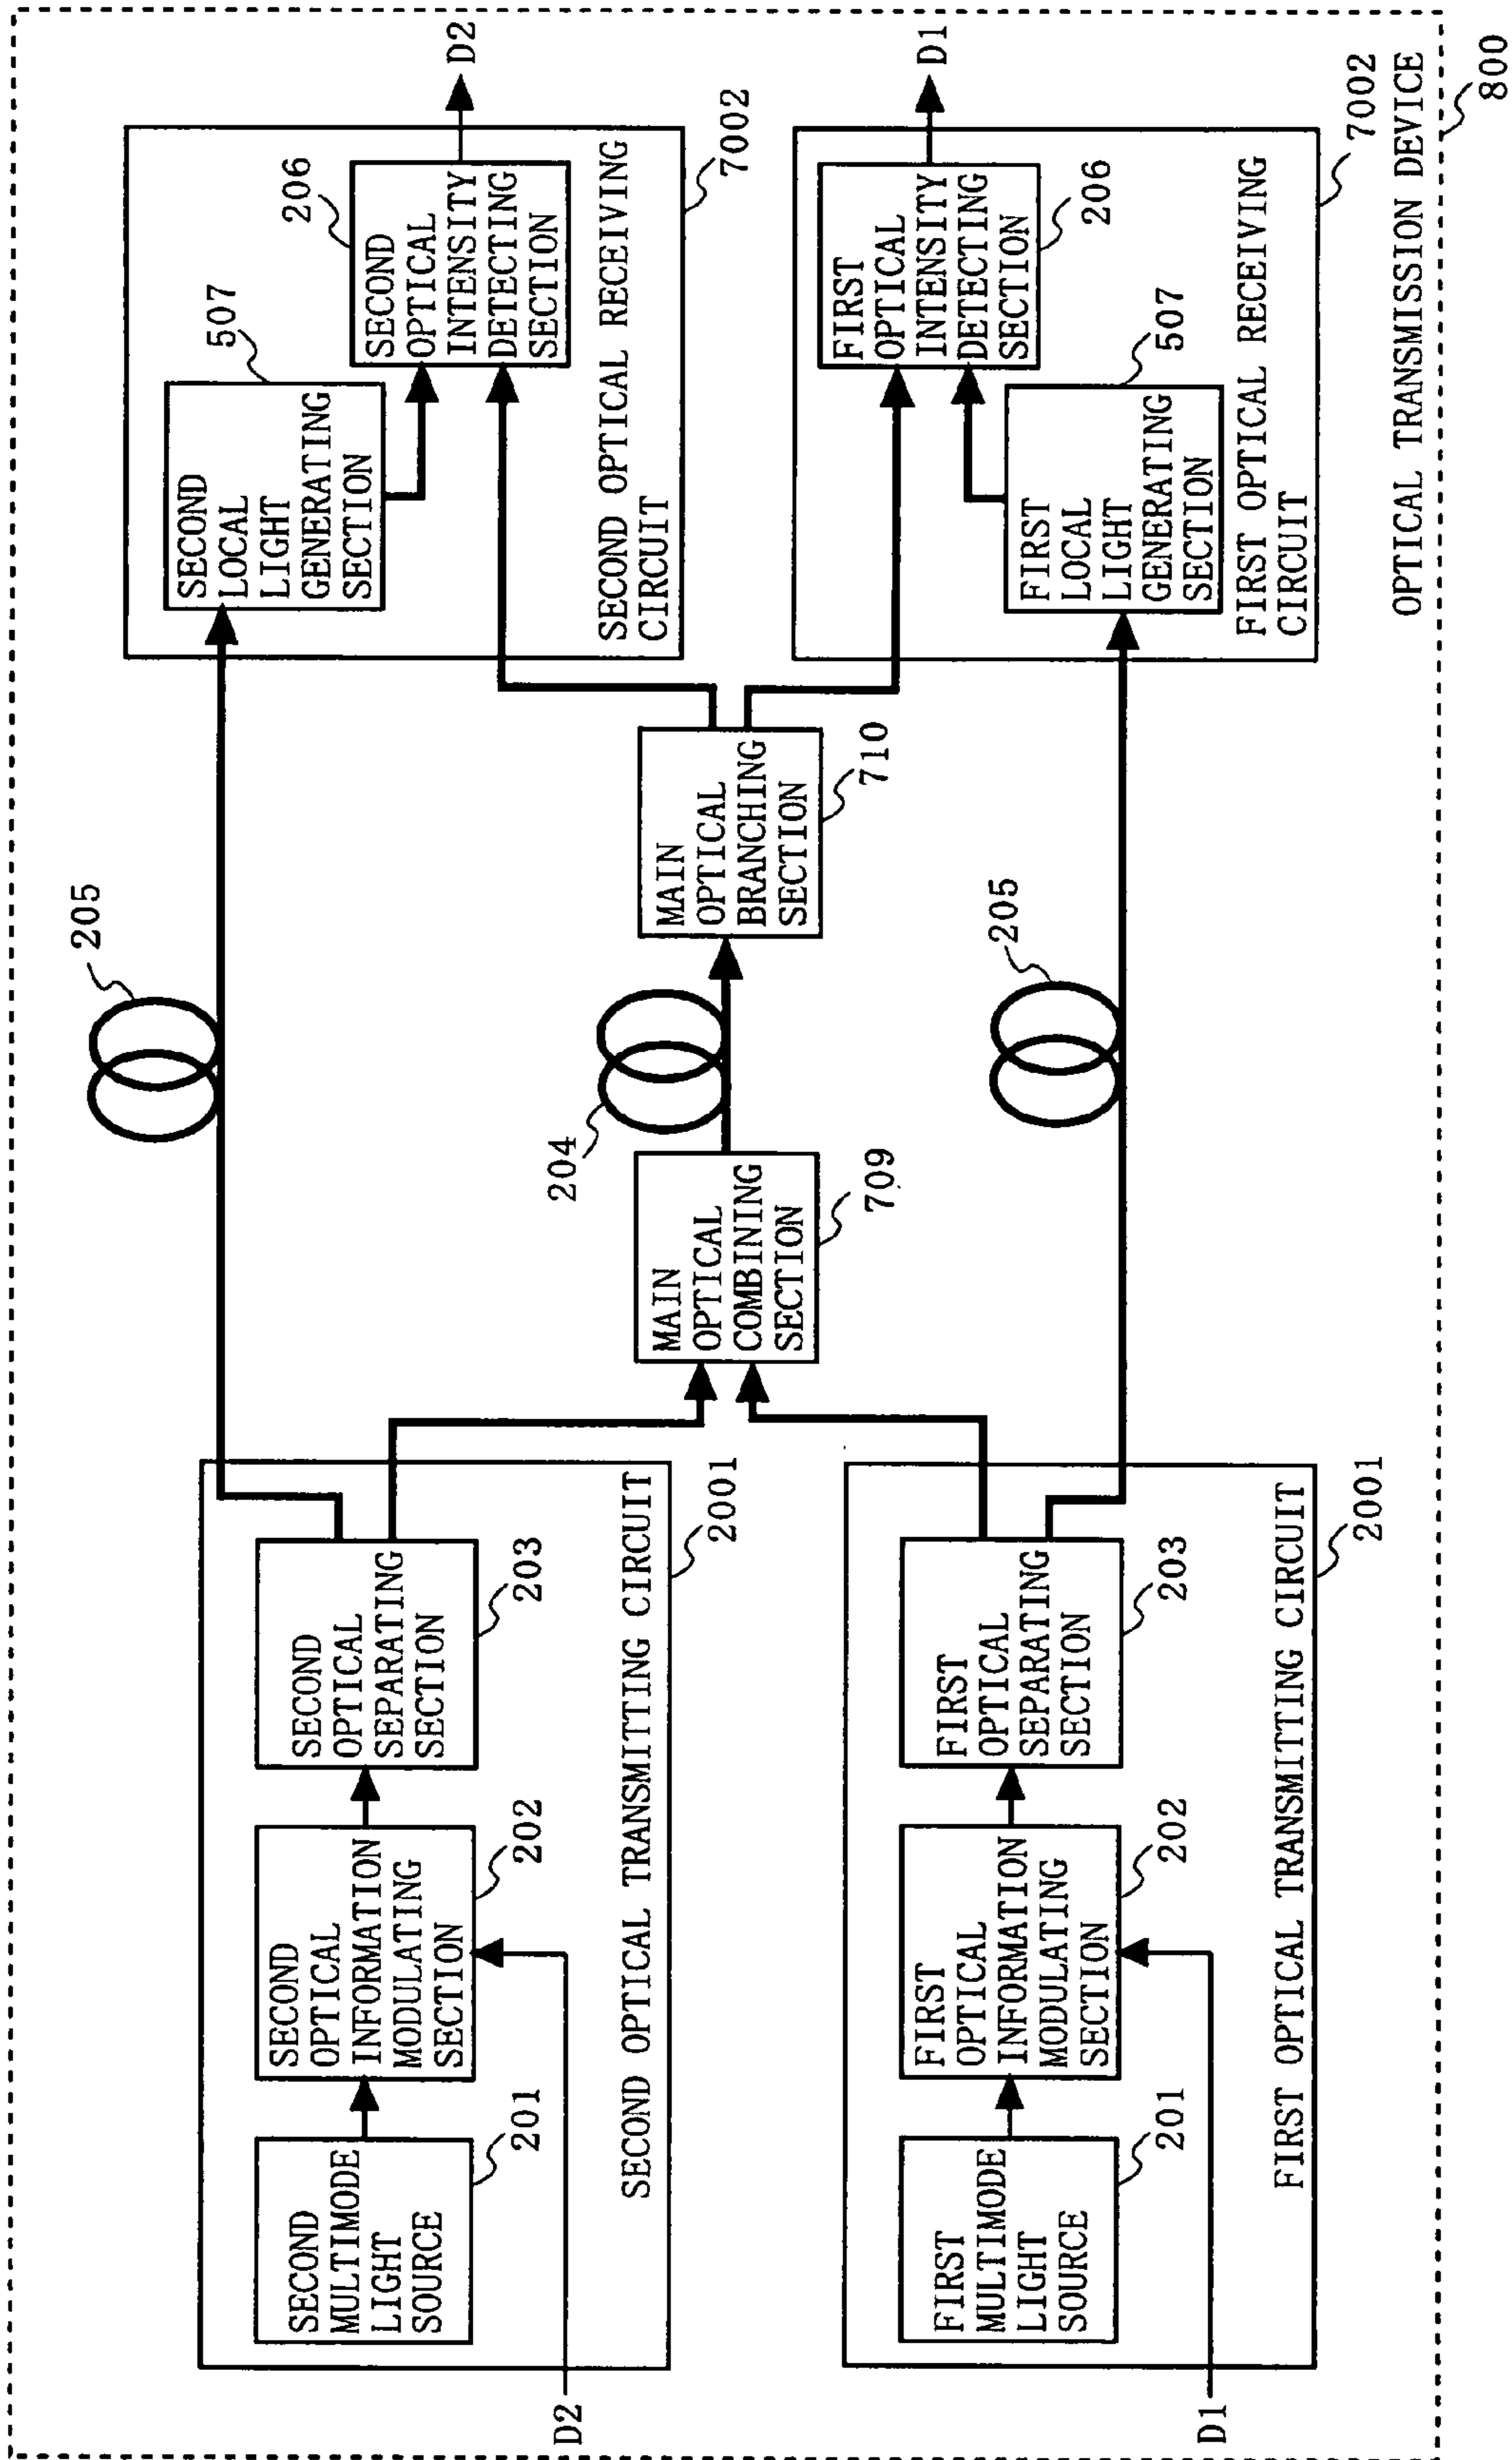 SECOND
MULTIMODE
LIGHT
SOURCE
201
SECOND
OPTICAL
INFORMATION
MODULATING
SECTION
202
SECOND
OPTICAL
SEPARATING
SECTION
203
D2
SECOND OPTICAL TRANSMITTING CIRCUIT
2001
205
SECOND
LOCAL
LIGHT
GENERATING
SECTION
507
SECOND
OPTICAL
INTENSITY
DETECTING
SECTION
206
D2
SECOND OPTICAL RECEIVING
CIRCUIT
7002
MAIN
OPTICAL
COMBINING
SECTION
709
204
MAIN
OPTICAL
BRANCHING
SECTION
710
FIRST
MULTIMODE
LIGHT
SOURCE
201
FIRST
OPTICAL
INFORMATION
MODULATING
SECTION
202
FIRST
OPTICAL
SEPARATING
SECTION
203
D1
FIRST OPTICAL TRANSMITTING CIRCUIT
2001
205
FIRST
OPTICAL
INTENSITY
DETECTING
SECTION
206
D1
FIRST
LOCAL
LIGHT
GENERATING
SECTION
507
FIRST OPTICAL RECEIVING
CIRCUIT
7002
OPTICAL TRANSMISSION DEVICE
800